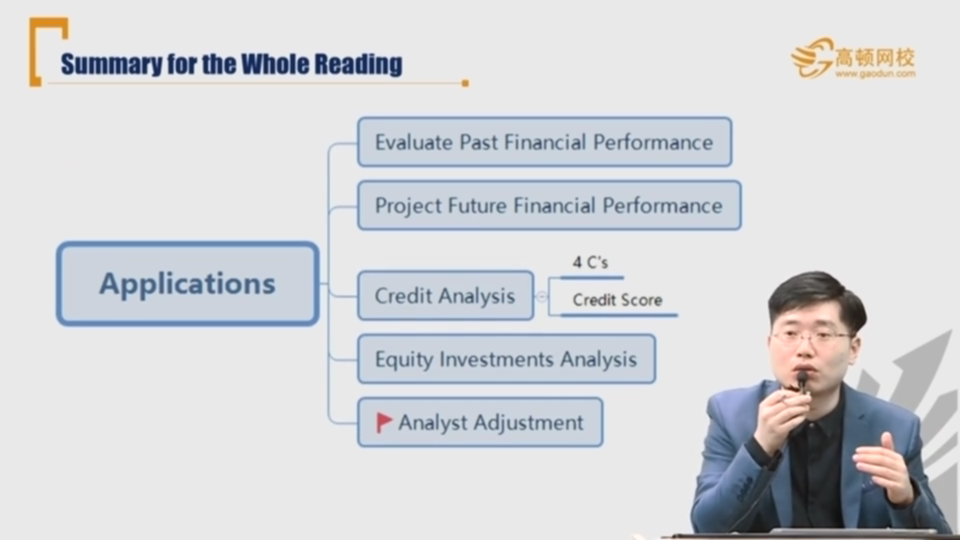 Summary for the Whole Reading
高顿网校
www.gaodun.com
Evaluate Past Financial Performance
Project Future Financial Performance
Applications
Credit Analysis
4 C's
Credit Score
Equity Investments Analysis
Analyst Adjustment